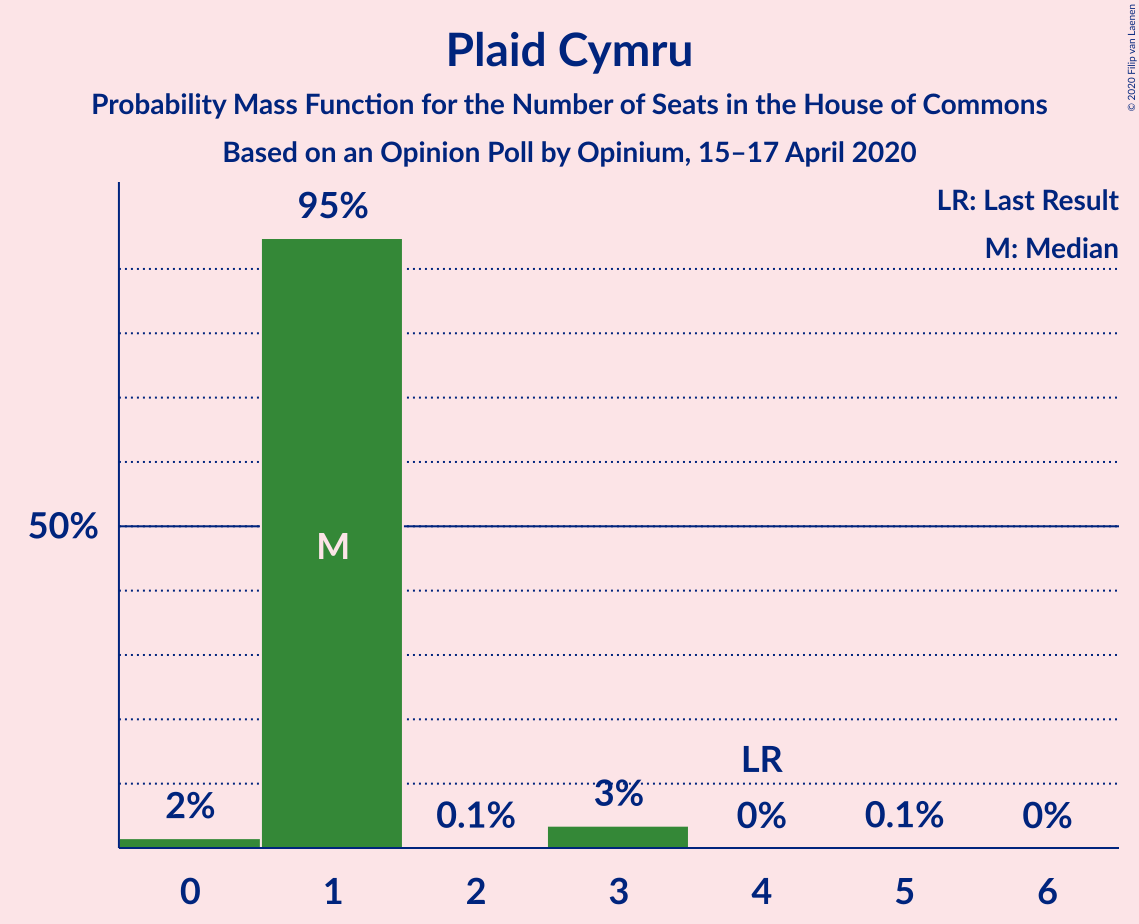 Plaid Cymru
Probability Mass Function for the Number of Seats in the House of Commons
Based on an Opinion Poll by Opinium, 15–17 April 2020
© 2020 Filip van Laenen
LR: Last Result
M: Median
95%
50%
M
LR
2%
0.1%
3%
0%
0.1%
0%
0 1 2 3 4 5 6